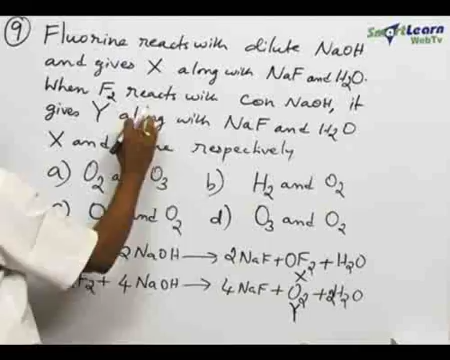 SmartLearn
WebTv
9 Fluorine reacts with dilute NaOH
and gives X along with NaF and H2O.
When F2 reacts with con NaOH, it
gives Y along with NaF and H2O
X and respectively
a) O2 O3 b) H2 and O2
and O2 d) O3 and O2
2NaOH → 2NaF + OF2 + H2O
X
F2 + 4NaOH → 4NaF + O2 + 2H2O
Y